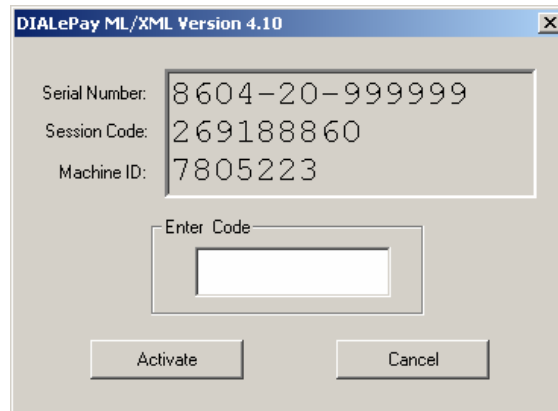 DIALePay ML/XML Version 4.10
Serial Number: 8604-20-999999
Session Code: 269188860
Machine ID: 7805223
Enter Code
Activate Cancel